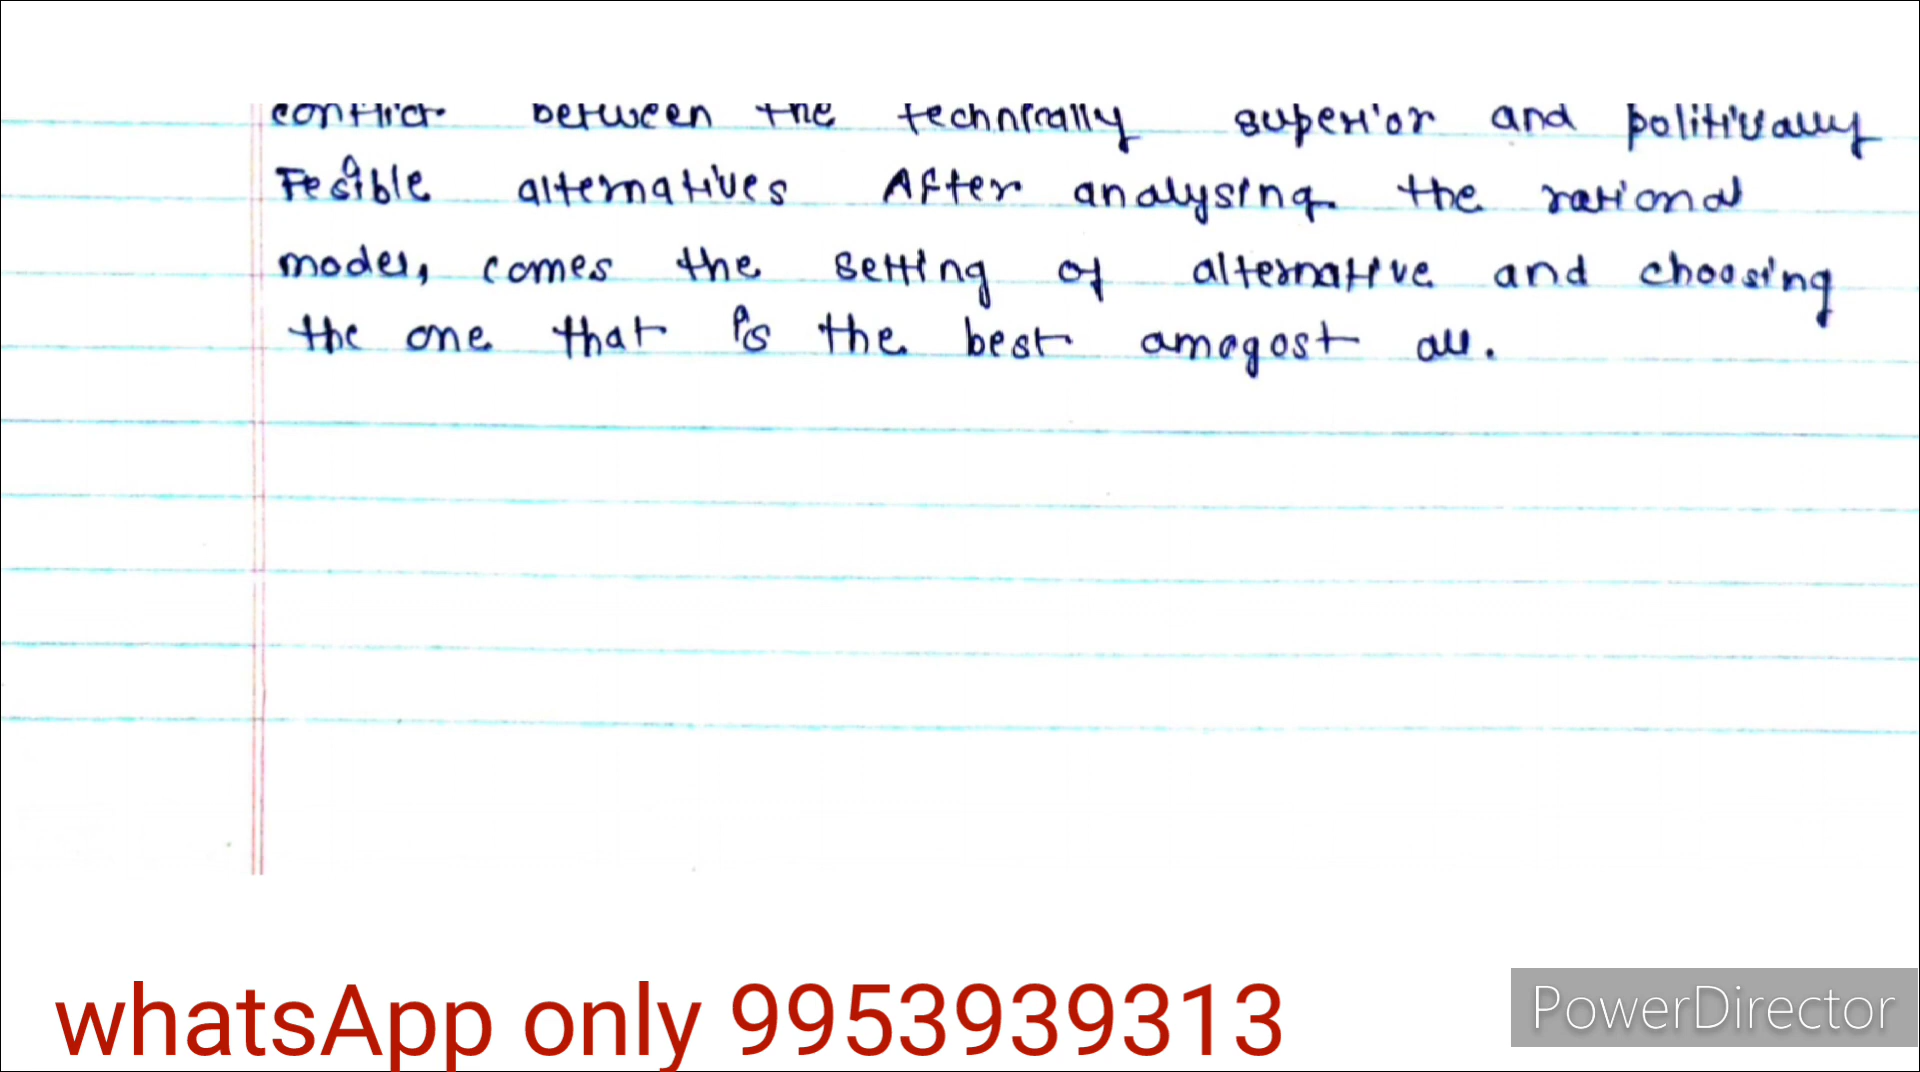 conflict between the technically superior and politically
Fesible alternatives After analysing the rational
model, comes the setting of alternative and choosing
the one that is the best amogost all.
whatsApp only 9953939313
PowerDirector